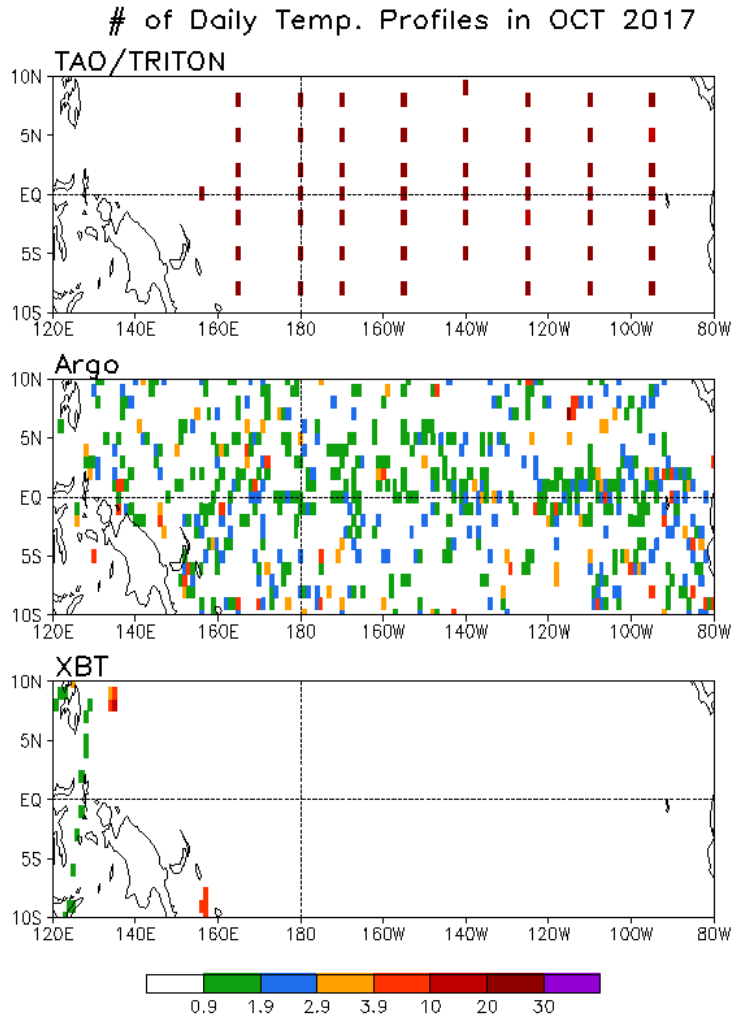 # of Daily Temp. Profiles in OCT 2017
TAO/TRITON
10N
5N
EQ
5S
10S
120E 140E 160E 180 160W 140W 120W 100W 80W
Argo
10N
5N
EQ
5S
10S
120E 140E 160E 180 160W 140W 120W 100W 80W
XBT
10N
5N
EQ
5S
10S
120E 140E 160E 180 160W 140W 120W 100W 80W
0.9 1.9 2.9 3.9 10 20 30